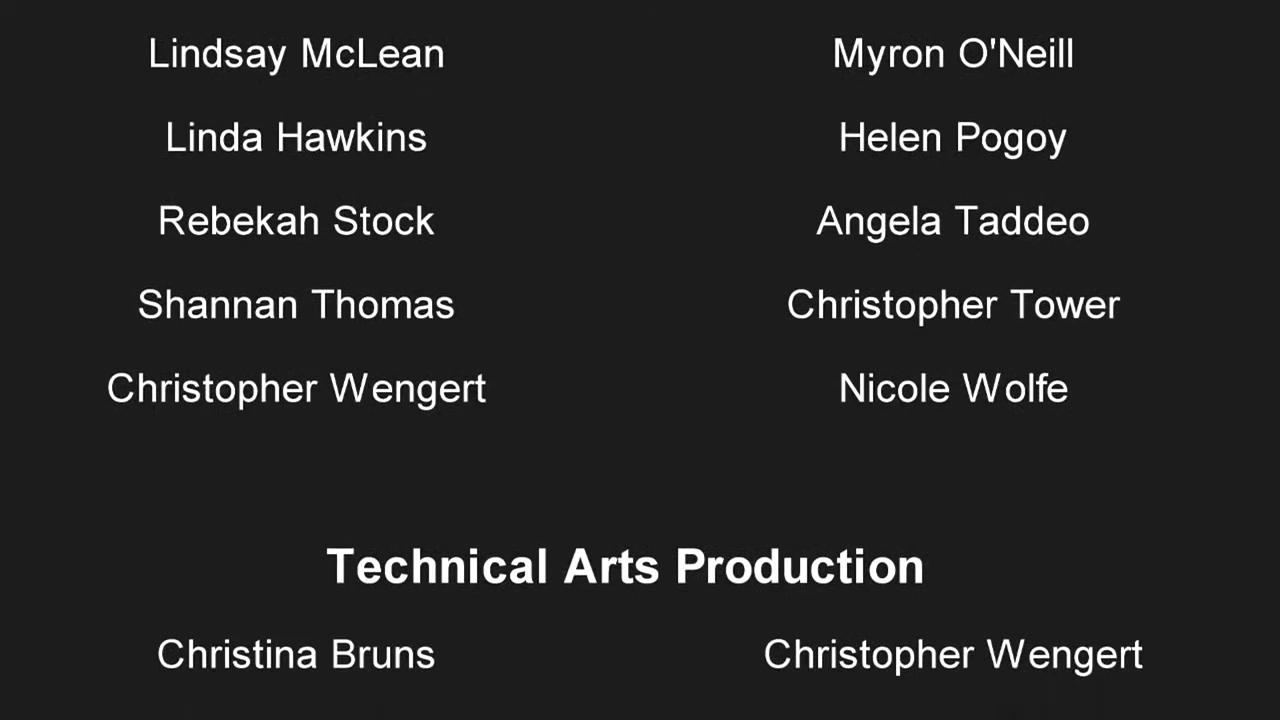 Lindsay McLean Myron O'Neill
Linda Hawkins Helen Pogoy
Rebekah Stock Angela Taddeo
Shannan Thomas Christopher Tower
Christopher Wengert Nicole Wolfe
Technical Arts Production
Christina Bruns Christopher Wengert